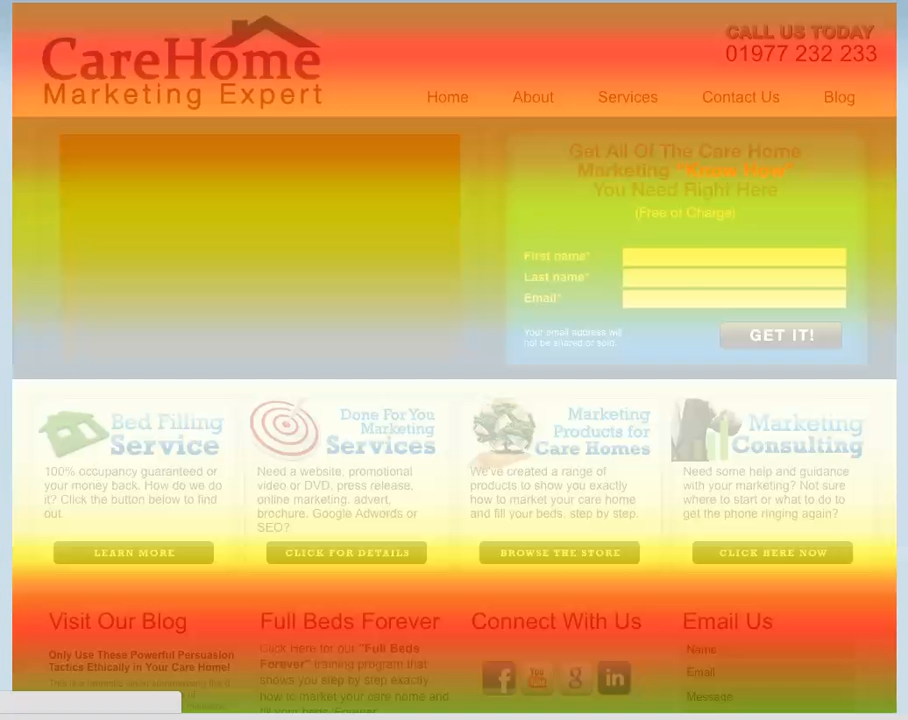 CareHome
Marketing Expert
CALL US TODAY
01977 232 233
Home About Services Contact Us Blog
Get All Of The Care Home
Marketing "Know How"
You Need Right Here
(Free of Charge)
First name*
Last name*
Email*
Your email address will
not be shared or sold.
GET IT!
Bed Filling
Service
100% occupancy guaranteed or
your money back. How do we do
it? Click the button below to find
out.
LEARN MORE
Done For You
Marketing
Services
Need a website, promotional
video or DVD, press release,
online marketing, advert,
brochure, Google Adwords or
SEO?
CLICK FOR DETAILS
Marketing
Products for
Care Homes
We've created a range of
products to show you exactly
how to market your care home
and fill your beds, step by step.
BROWSE THE STORE
Marketing
Consulting
Need some help and guidance
with your marketing? Not sure
where to start or what to do to
get the phone ringing again?
CLICK HERE NOW
Visit Our Blog
Only Use These Powerful Persuasion
Tactics Ethically in Your Care Home!
Full Beds Forever
Click Here for our "Full Beds
Forever" training program that
shows you step by step exactly
how to market your care home and
fill your beds. Forever
Connect With Us
f You Tube g in
Email Us
Name
Email
Message